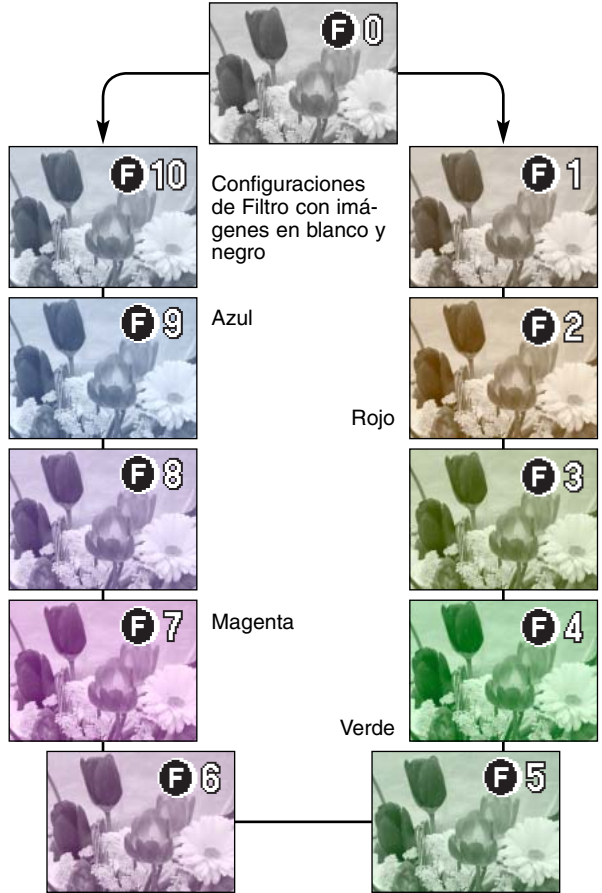 F 0
F 10
Configuraciones
de Filtro con imá-
genes en blanco y
negro
F 1
F 9
Azul
F 2
Rojo
F 8
F 3
F 7
Magenta
F 4
Verde
F 6
F 5